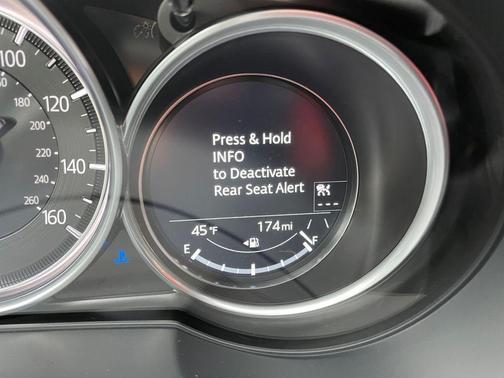 100
120
140
160
180
200
220
240
260
Press & Hold
INFO
to Deactivate
Rear Seat Alert
---
45°F 174mi
E F